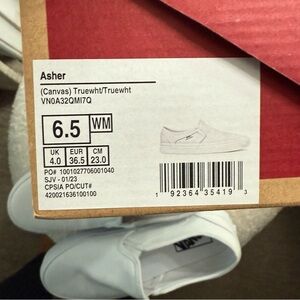 Asher
(Canvas) Truewht/Truewht
VN0A32QMI7Q
6.5 WM
UK EUR CM
4.0 36.5 23.0
PO# 1001027706001040
SJV - 01/23
CPSIA PO/CUT#
420021636100100
1 92364 35419 3